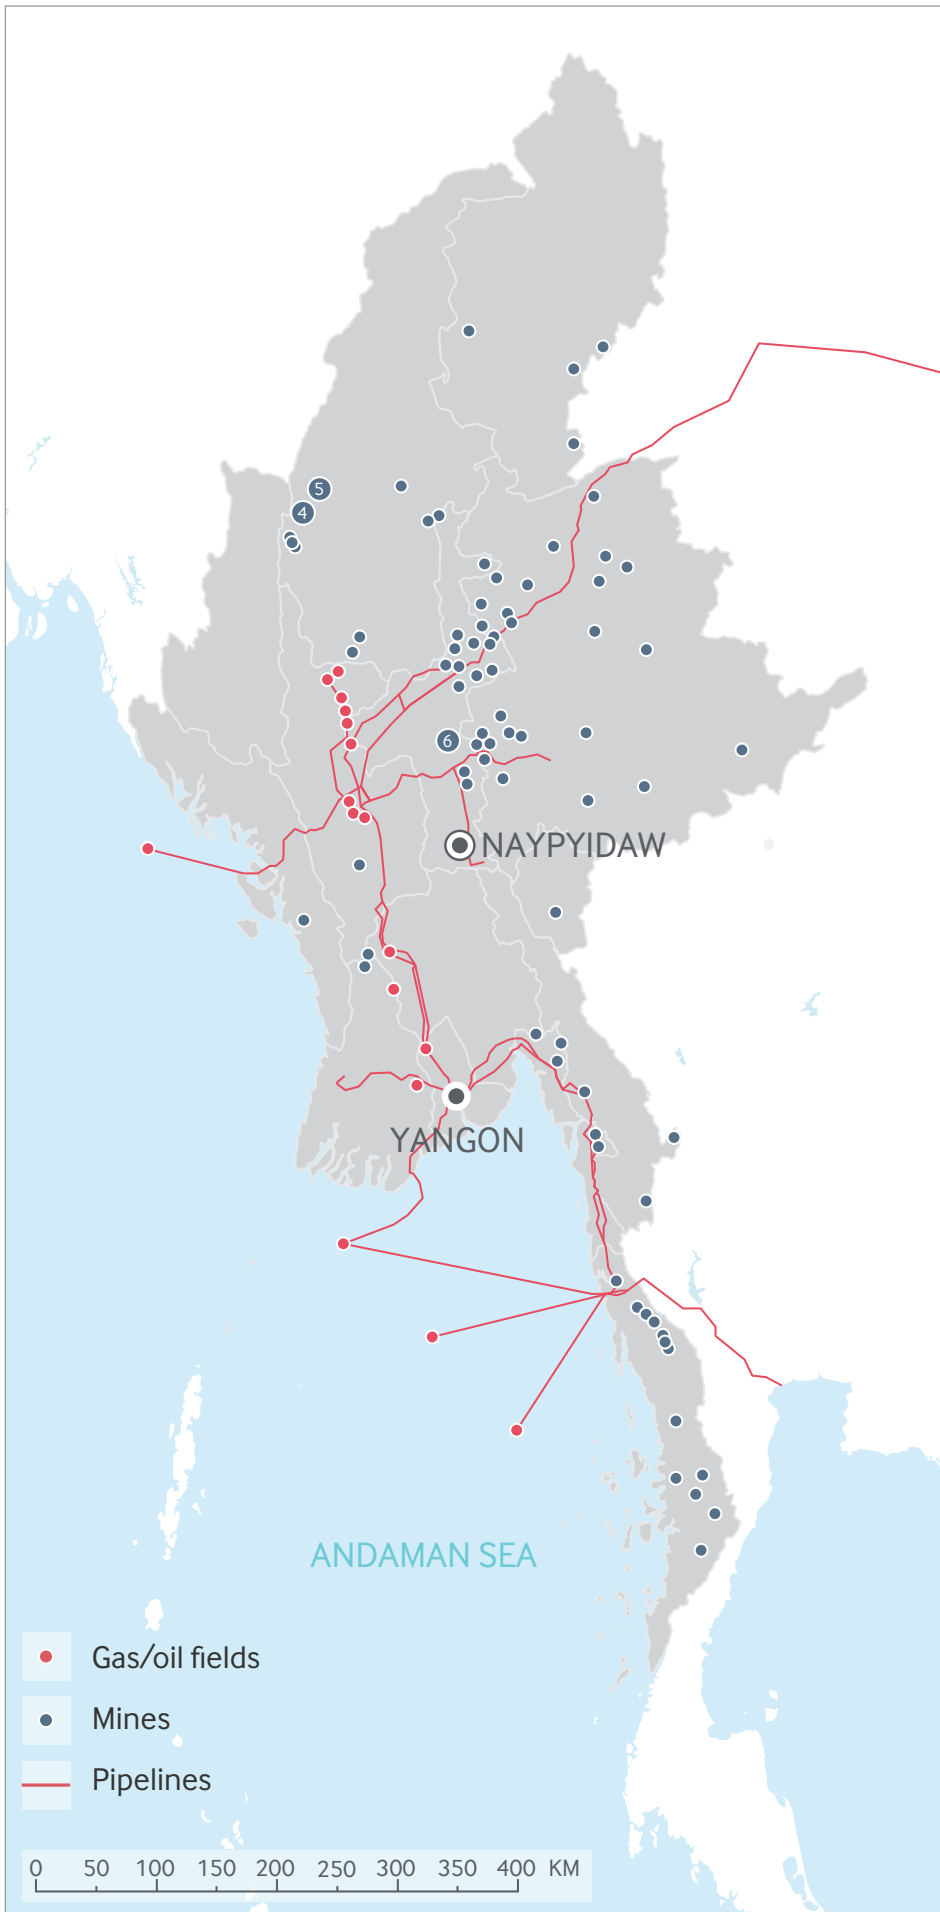 5
4
6
NAYPYIDAW
YANGON
ANDAMAN SEA
Gas/oil fields
Mines
Pipelines
0 50 100 150 200 250 300 350 400 KM